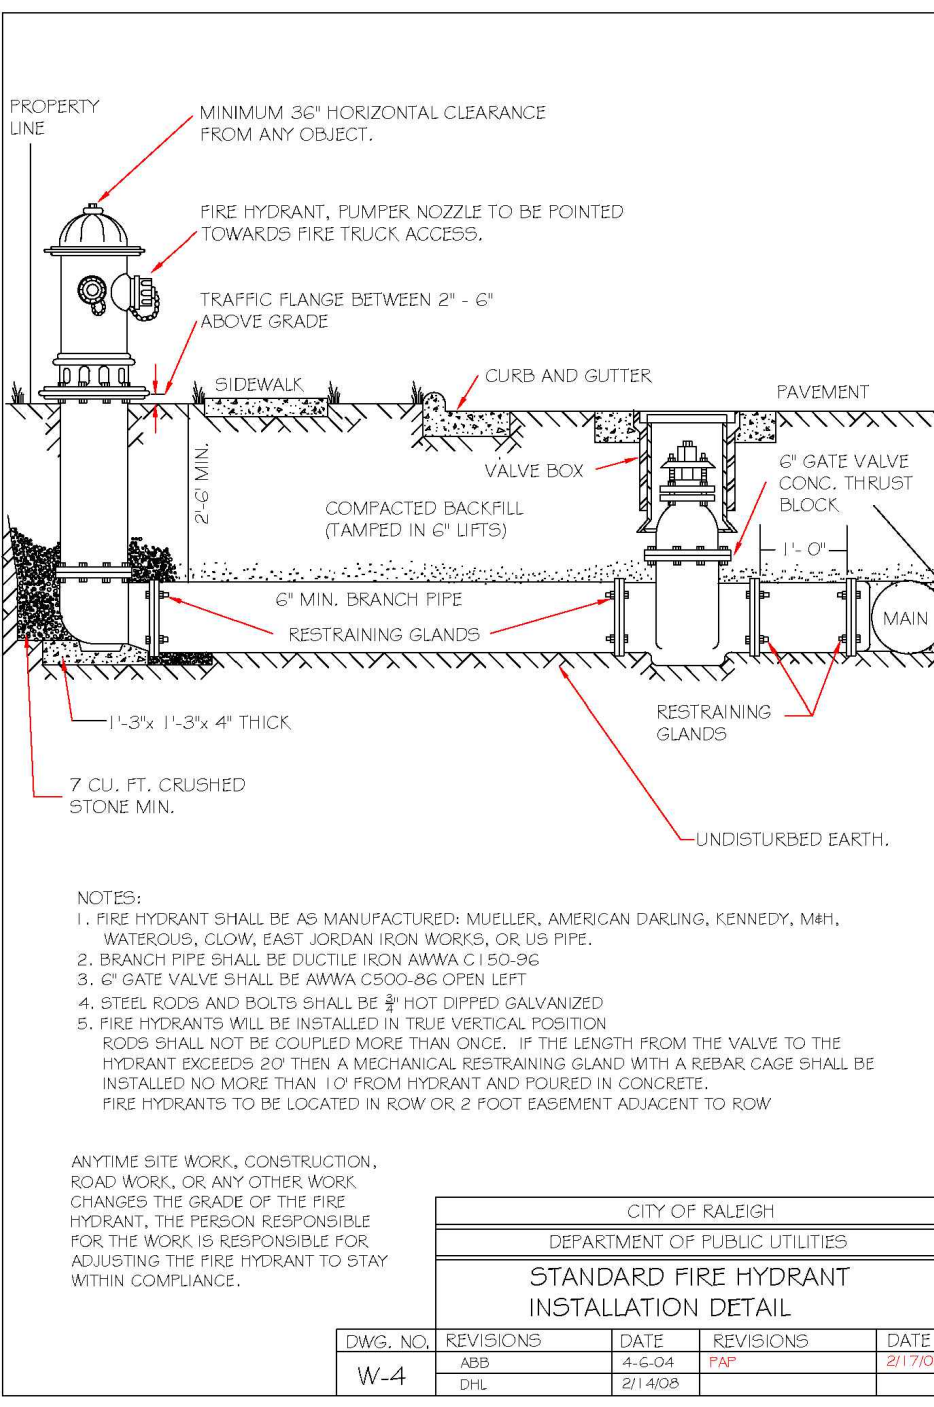 PROPERTY
LINE
MINIMUM 36" HORIZONTAL CLEARANCE
FROM ANY OBJECT.
FIRE HYDRANT, PUMPER NOZZLE TO BE POINTED
TOWARDS FIRE TRUCK ACCESS.
TRAFFIC FLANGE BETWEEN 2" - 6"
ABOVE GRADE
SIDEWALK
CURB AND GUTTER
PAVEMENT
2'-6' MIN.
VALVE BOX
6" GATE VALVE
CONC. THRUST
BLOCK
COMPACTED BACKFILL
(TAMPED IN 6" LIFTS)
1'- 0"
6" MIN. BRANCH PIPE
RESTRAINING GLANDS
MAIN
1'-3"x 1'-3"x 4" THICK
RESTRAINING
GLANDS
7 CU. FT. CRUSHED
STONE MIN.
UNDISTURBED EARTH.
NOTES:
1. FIRE HYDRANT SHALL BE AS MANUFACTURED: MUELLER, AMERICAN DARLING, KENNEDY, M&H,
WATEROUS, CLOW, EAST JORDAN IRON WORKS, OR US PIPE.
2. BRANCH PIPE SHALL BE DUCTILE IRON AWWA C150-96
3. 6" GATE VALVE SHALL BE AWWA C500-86 OPEN LEFT
4. STEEL RODS AND BOLTS SHALL BE 3/4" HOT DIPPED GALVANIZED
5. FIRE HYDRANTS WILL BE INSTALLED IN TRUE VERTICAL POSITION
RODS SHALL NOT BE COUPLED MORE THAN ONCE. IF THE LENGTH FROM THE VALVE TO THE
HYDRANT EXCEEDS 20' THEN A MECHANICAL RESTRAINING GLAND WITH A REBAR CAGE SHALL BE
INSTALLED NO MORE THAN 10' FROM HYDRANT AND POURED IN CONCRETE.
FIRE HYDRANTS TO BE LOCATED IN ROW OR 2 FOOT EASEMENT ADJACENT TO ROW
ANYTIME SITE WORK, CONSTRUCTION,
ROAD WORK, OR ANY OTHER WORK
CHANGES THE GRADE OF THE FIRE
HYDRANT, THE PERSON RESPONSIBLE
FOR THE WORK IS RESPONSIBLE FOR
ADJUSTING THE FIRE HYDRANT TO STAY
WITHIN COMPLIANCE.
CITY OF RALEIGH
DEPARTMENT OF PUBLIC UTILITIES
STANDARD FIRE HYDRANT
INSTALLATION DETAIL
DWG. NO. REVISIONS DATE REVISIONS DATE
W-4 ABB 4-6-04 PAP 2/17/0
DHL 2/14/08